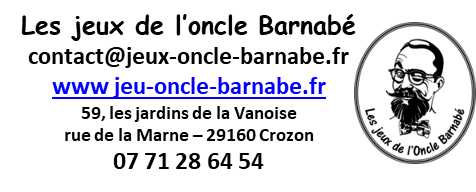 Les jeux de l'oncle Barnabé
contact@jeux-oncle-barnabe.fr
www jeu-oncle-barnabe.fr
59, les jardins de la Vanoise
rue de la Marne – 29160 Crozon
07 71 28 64 54
Les jeux de l'Oncle Barnabé